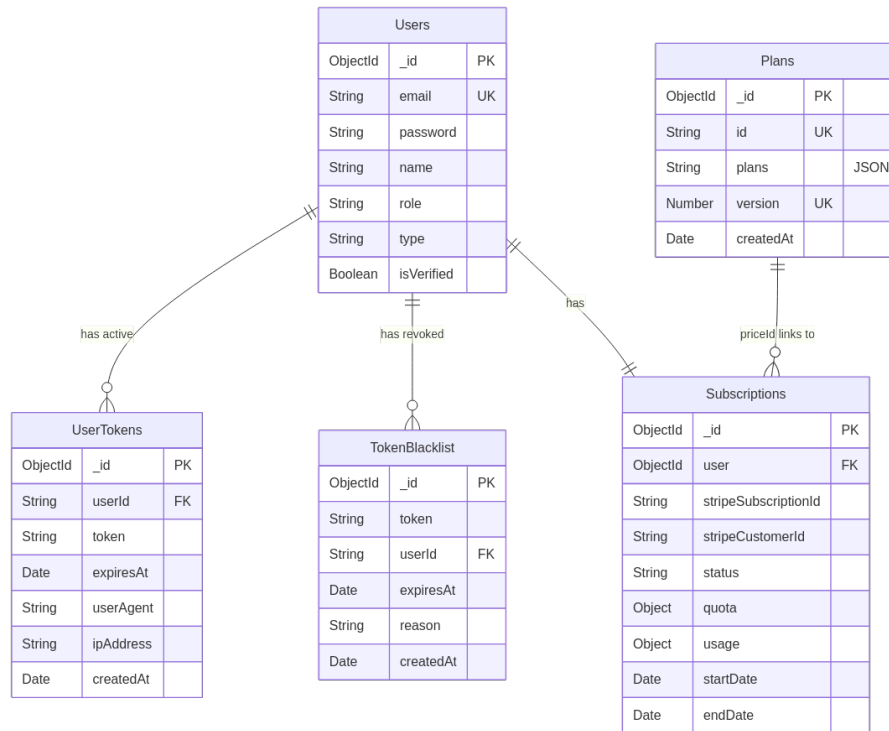 Users
ObjectId _id PK
String email UK
String password
String name
String role
String type
Boolean isVerified
Plans
ObjectId _id PK
String id UK
String plans JSON
Number version UK
Date createdAt
has active
has revoked
has
priceId links to
UserTokens
ObjectId _id PK
String userId FK
String token
Date expiresAt
String userAgent
String ipAddress
Date createdAt
TokenBlacklist
ObjectId _id PK
String token
String userId FK
Date expiresAt
String reason
Date createdAt
Subscriptions
ObjectId _id PK
ObjectId user FK
String stripeSubscriptionId
String stripeCustomerId
String status
Object quota
Object usage
Date startDate
Date endDate